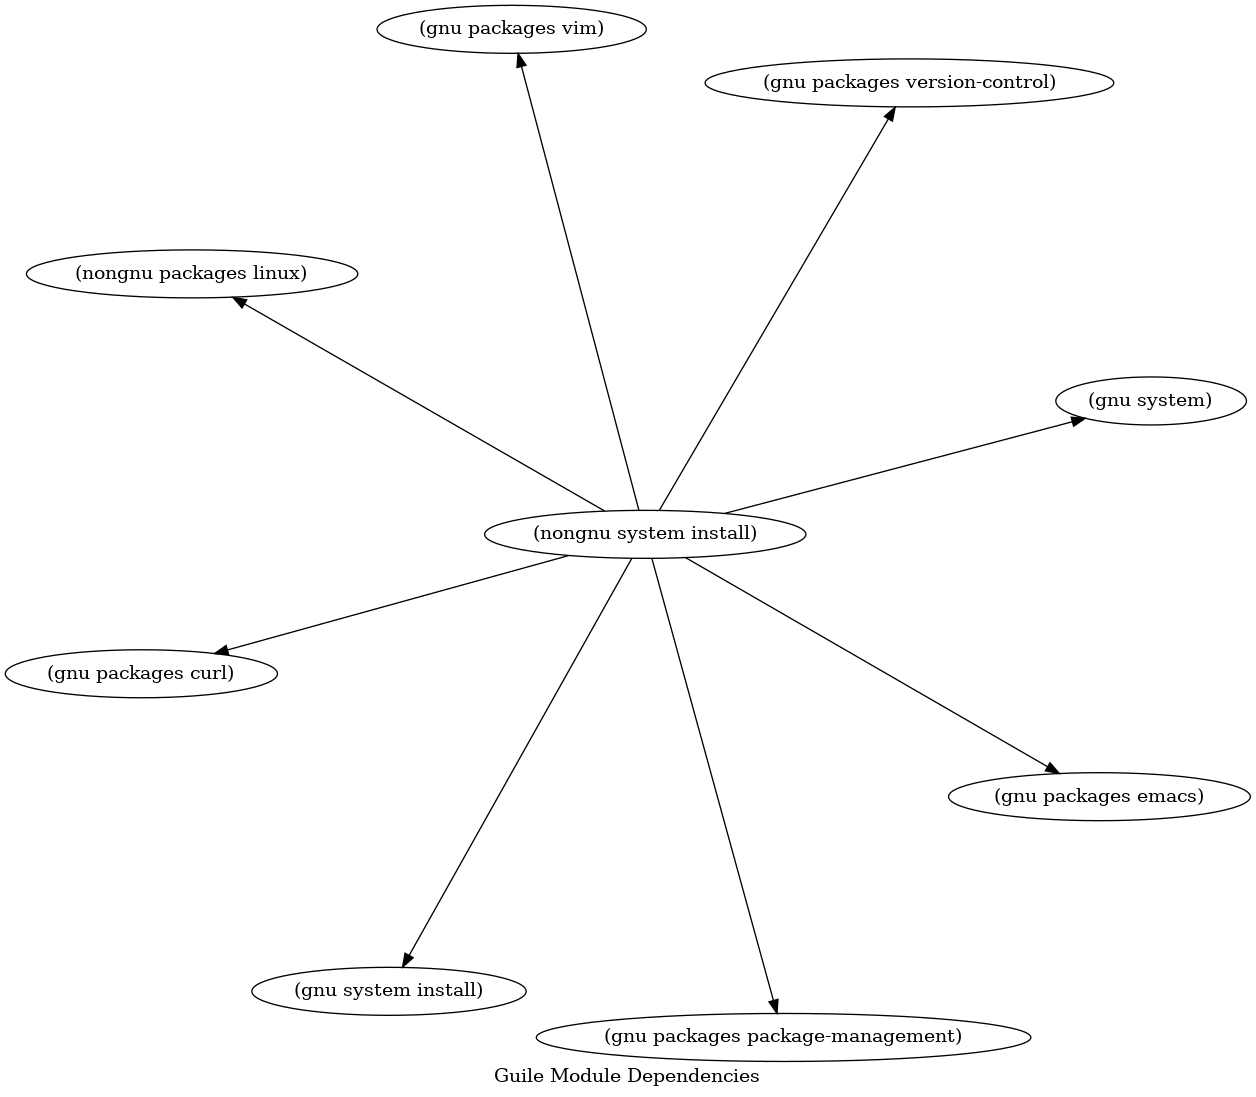 (gnu packages vim)
(gnu packages version-control)
(nongnu packages linux)
(gnu system)
(nongnu system install)
(gnu packages curl)
(gnu packages emacs)
(gnu system install)
(gnu packages package-management)
Guile Module Dependencies